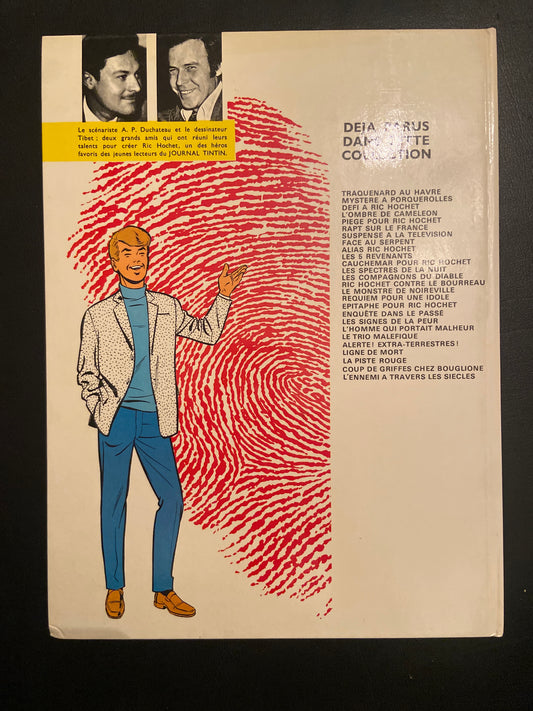 Le scénariste A. P. Duchateau et le dessinateur
Tibet : deux grands amis qui ont réuni leurs
talents pour créer Ric Hochet, un des héros
favoris des jeunes lecteurs du JOURNAL TINTIN.
DEJA PARUS
DANS CETTE
COLLECTION
TRAQUENARD AU HAVRE
MYSTERE A PORQUEROLLES
DEFI A RIC HOCHET
L'OMBRE DE CAMELEON
PIEGE POUR RIC HOCHET
RAPT SUR LE FRANCE
SUSPENSE A LA TELEVISION
FACE AU SERPENT
ALIAS RIC HOCHET
LES 5 REVENANTS
CAUCHEMAR POUR RIC HOCHET
LES SPECTRES DE LA NUIT
LES COMPAGNONS DU DIABLE
RIC HOCHET CONTRE LE BOURREAU
LE MONSTRE DE NOIREVILLE
REQUIEM POUR UNE IDOLE
EPITAPHE POUR RIC HOCHET
ENQUÊTE DANS LE PASSÉ
LES SIGNES DE LA PEUR
L'HOMME QUI PORTAIT MALHEUR
LE TRIO MALEFIQUE
ALERTE! EXTRA-TERRESTRES!
LIGNE DE MORT
LA PISTE ROUGE
COUP DE GRIFFES CHEZ BOUGLIONE
L'ENNEMI A TRAVERS LES SIECLES